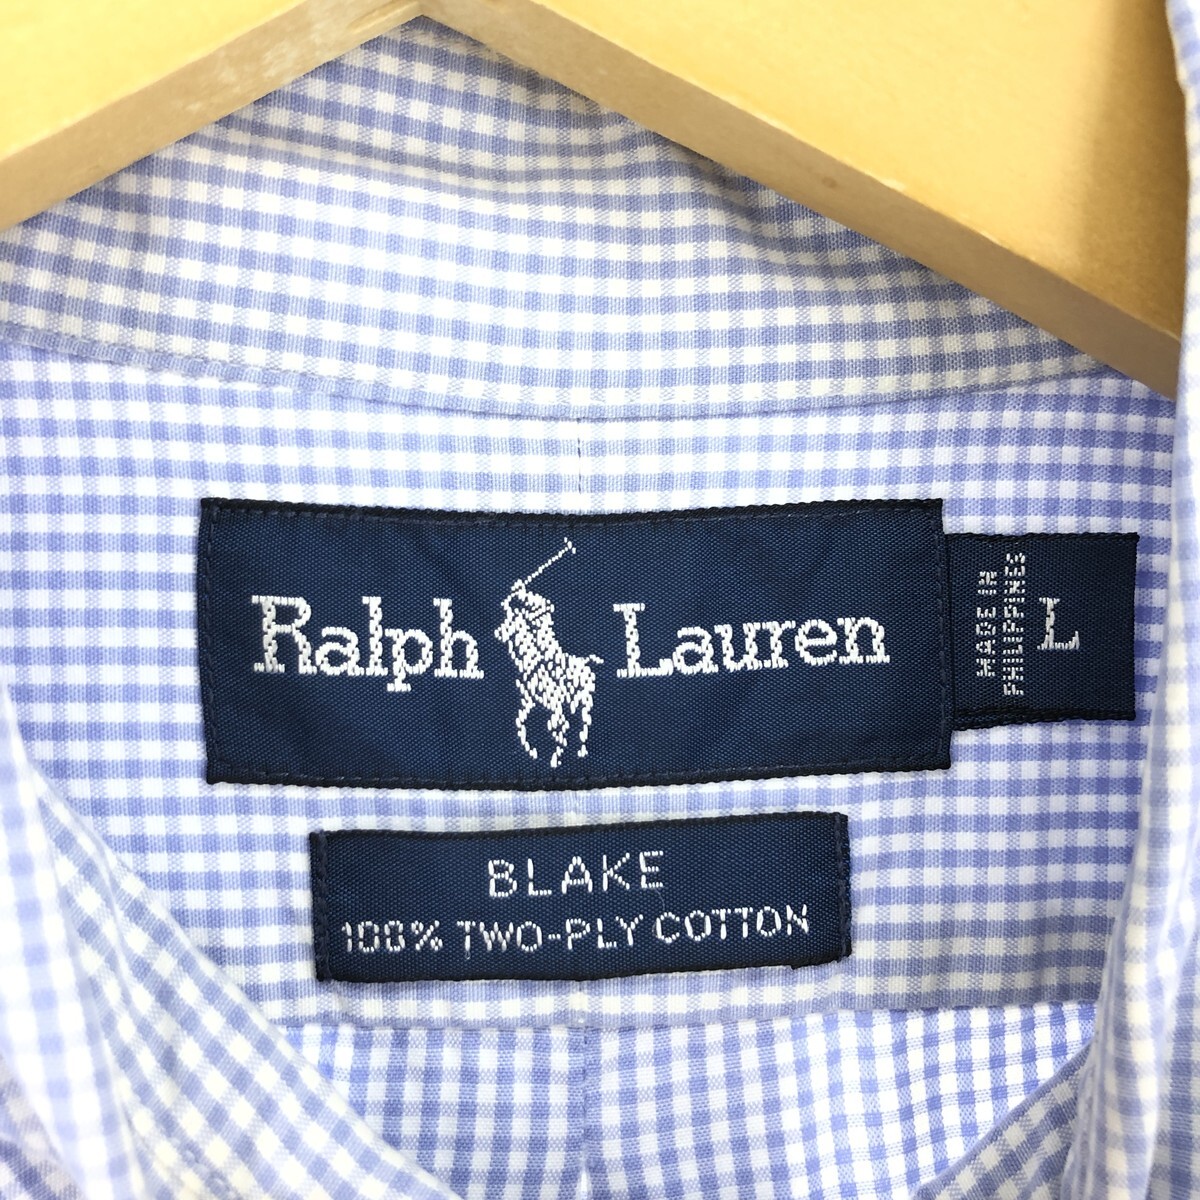 Ralph Lauren
MADE IN
PHILIPPINES
L
BLAKE
100% TWO-PLY COTTON